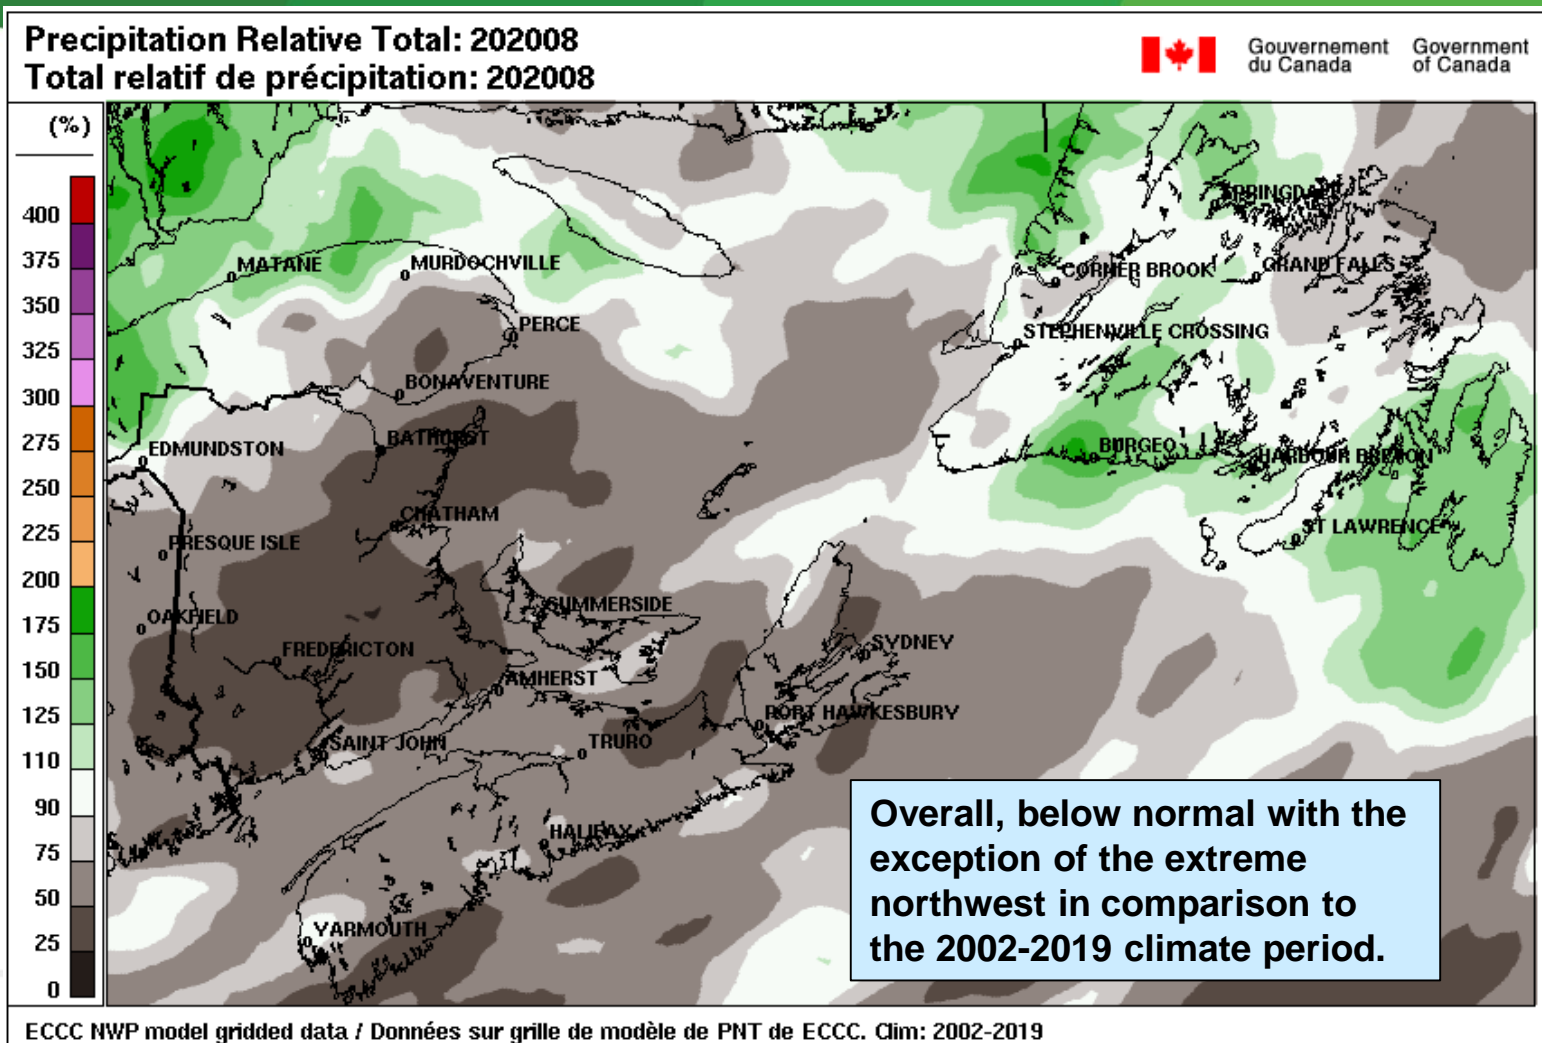 Precipitation Relative Total: 202008
Total relatif de précipitation: 202008
Gouvernement du Canada
Government of Canada
(%)
400
375
350
325
300
275
250
225
200
175
150
125
110
90
75
50
25
0
SPRINGDALE
MATANE
MURDOCHVILLE
CORNER BROOK
GRAND FALLS
PERCE
STEPHENVILLE CROSSING
BONAVENTURE
BATHURST
EDMUNDSTON
BURGEO
HARBOUR BRETON
CHATHAM
ST LAWRENCE
PRESQUE ISLE
SUMMERSIDE
OAKFIELD
FREDERICTON
SYDNEY
AMHERST
PORT HAWKESBURY
SAINT JOHN
TRURO
HALIFAX
YARMOUTH
Overall, below normal with the
exception of the extreme
northwest in comparison to
the 2002-2019 climate period.
ECCC NWP model gridded data / Données sur grille de modèle de PNT de ECCC. Clim: 2002-2019